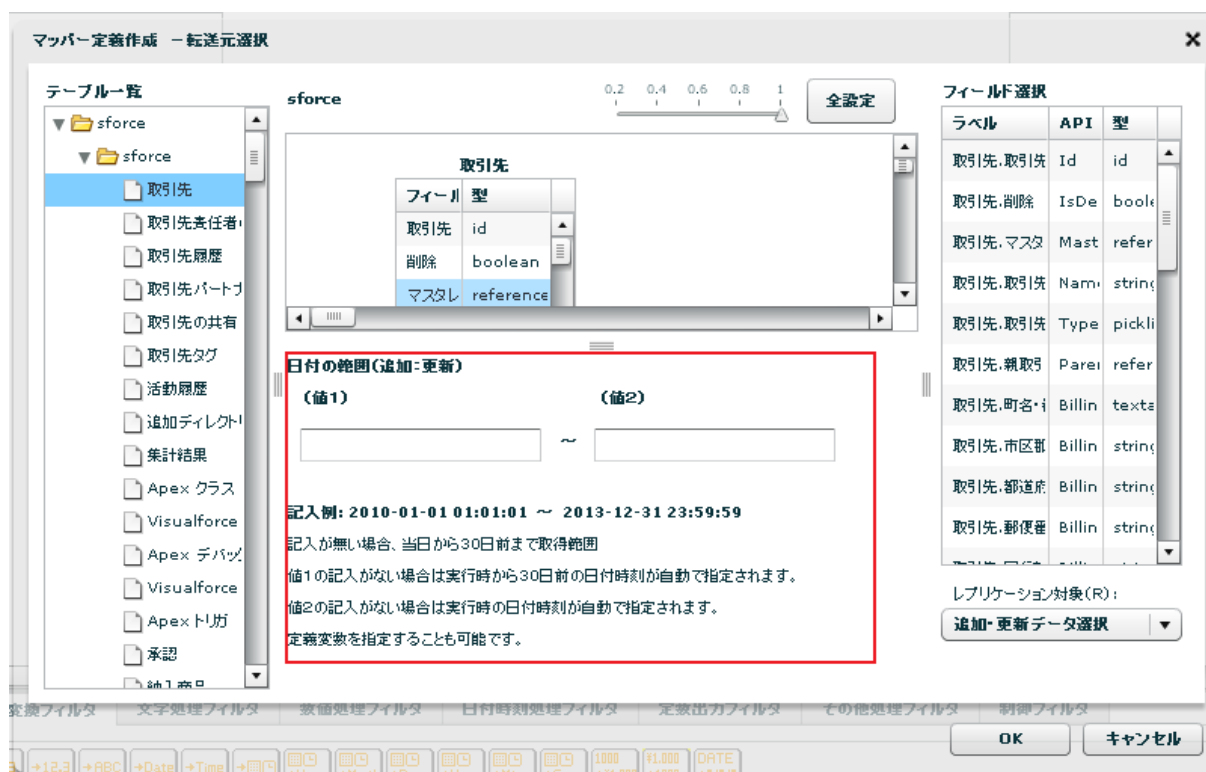 マッパー定義作成 －転送元選択
テーブル一覧
sforce
sforce
取引先
取引先責任者
取引先履歴
取引先パートナ
取引先の共有
取引先タグ
活動履歴
追加ディレクトリ
集計結果
Apex クラス
Visualforce
Apex デバッ
Visualforce
Apex トリガ
承認
納入商品
sforce
0.2 0.4 0.6 0.8 1
全設定
取引先
フィール 型
取引先 id
削除 boolean
マスタレ reference
日付の範囲(追加:更新)
(値1) (値2)
～
記入例: 2010-01-01 01:01:01 ～ 2013-12-31 23:59:59
記入が無い場合、当日から30日前まで取得範囲
値1の記入がない場合は実行時から30日前の日付時刻が自動で指定されます。
値2の記入がない場合は実行時の日付時刻が自動で指定されます。
定義変数を指定することも可能です。
フィールド選択
ラベル API 型
取引先.取引先 Id id
取引先.削除 IsDe boole
取引先.マスタ Mast refer
取引先.取引先 Nam string
取引先.取引先 Type pickli
取引先.親取引 Parei refer
取引先.町名・ Billin texta
取引先.市区郡 Billin string
取引先.都道府 Billin string
取引先.郵便番 Billin string
レプリケーション対象(R):
追加・更新データ選択
変換フィルタ 文字処理フィルタ 数値処理フィルタ 日付時刻処理フィルタ 定数出力フィルタ その他処理フィルタ 制御フィルタ
OK キャンセル
→12.3 →ABC →Date →Time 1000 ¥1,000 DATE